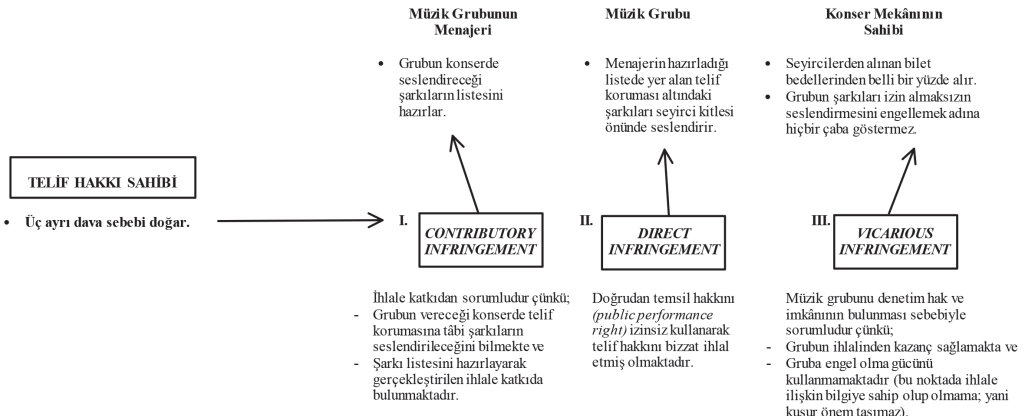 Müzik Grubunun
Menajeri
• Grubun konserde
seslendireceği
şarkıların listesini
hazırlar.
Müzik Grubu
• Menajerin hazırladığı
listede yer alan telif
koruması altındaki
şarkıları seyirci kitlesi
önünde seslendirir.
Konser Mekânının
Sahibi
• Seyircilerden alınan bilet
bedellerinden belli bir yüzde alır.
• Grubun şarkıları izin almaksızın
seslendirmesini engellemek adına
hiçbir çaba göstermez.
TELİF HAKKI SAHİBİ
• Üç ayrı dava sebebi doğar.
I.
CONTRIBUTORY
INFRINGEMENT
II.
DIRECT
INFRINGEMENT
III.
VICARIOUS
INFRINGEMENT
İhlale katkıdan sorumludur çünkü;
- Grubun vereceği konserde telif
korumasına tâbi şarkıların
seslendirileceğini bilmekte ve
- Şarkı listesini hazırlayarak
gerçekleştirilen ihlale katkıda
bulunmaktadır.
Doğrudan temsil hakkını
(public performance
right) izinsiz kullanarak
telif hakkını bizzat ihlal
etmiş olmaktadır.
Müzik grubunu denetim hak ve
imkânının bulunması sebebiyle
sorumludur çünkü;
- Grubun ihlalinden kazanç sağlamakta ve
- Gruba engel olma gücünü
kullanmamaktadır (bu noktada ihlale
ilişkin bilgiye sahip olup olmama; yani
kusur önem taşımaz).